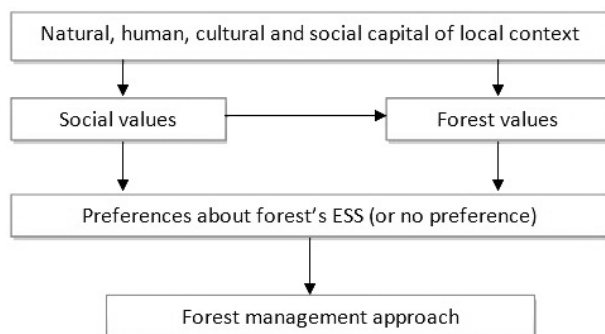 Natural, human, cultural and social capital of local context
Social values
Forest values
Preferences about forest's ESS (or no preference)
Forest management approach